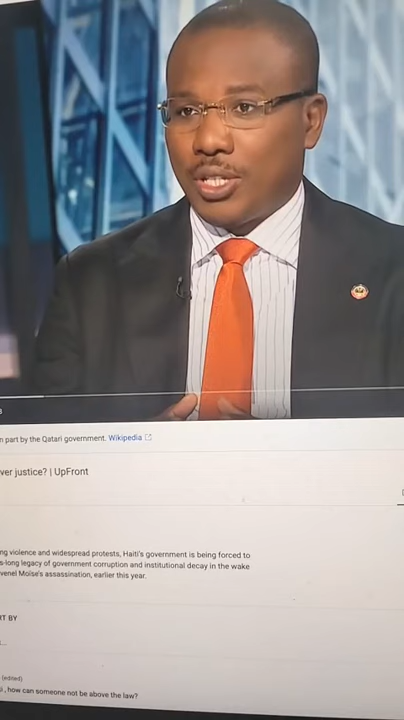 n part by the Qatari government. Wikipedia
ver justice? | UpFront
ng violence and widespread protests, Haiti's government is being forced to
s-long legacy of government corruption and institutional decay in the wake
venel Moïse's assassination, earlier this year.
IT BY
(edited)
, how can someone not be above the law?